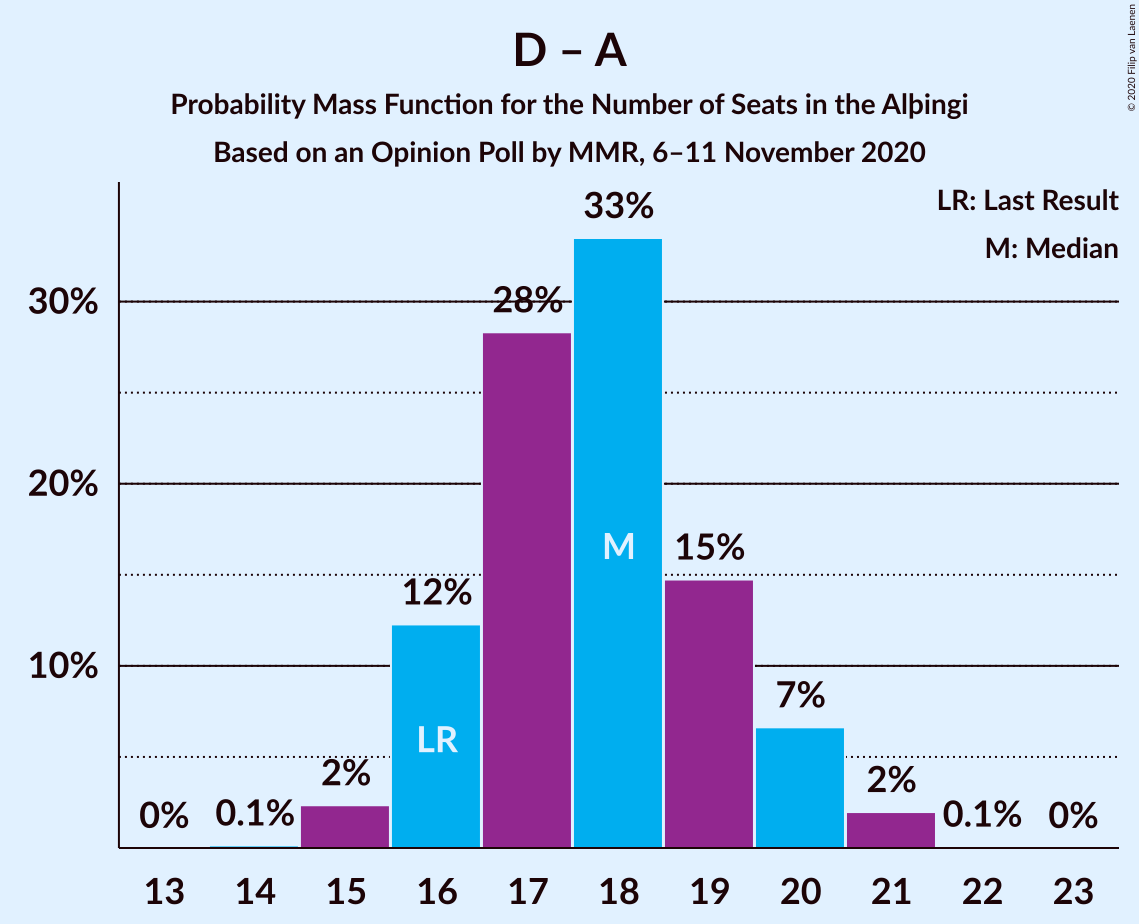 D – A
Probability Mass Function for the Number of Seats in the Alþingi
Based on an Opinion Poll by MMR, 6–11 November 2020
© 2020 Filip van Laenen
LR: Last Result
M: Median
30%
20%
10%
0%
0.1%
2%
12%
28%
33%
15%
7%
2%
0.1%
0%
LR
M
13 14 15 16 17 18 19 20 21 22 23